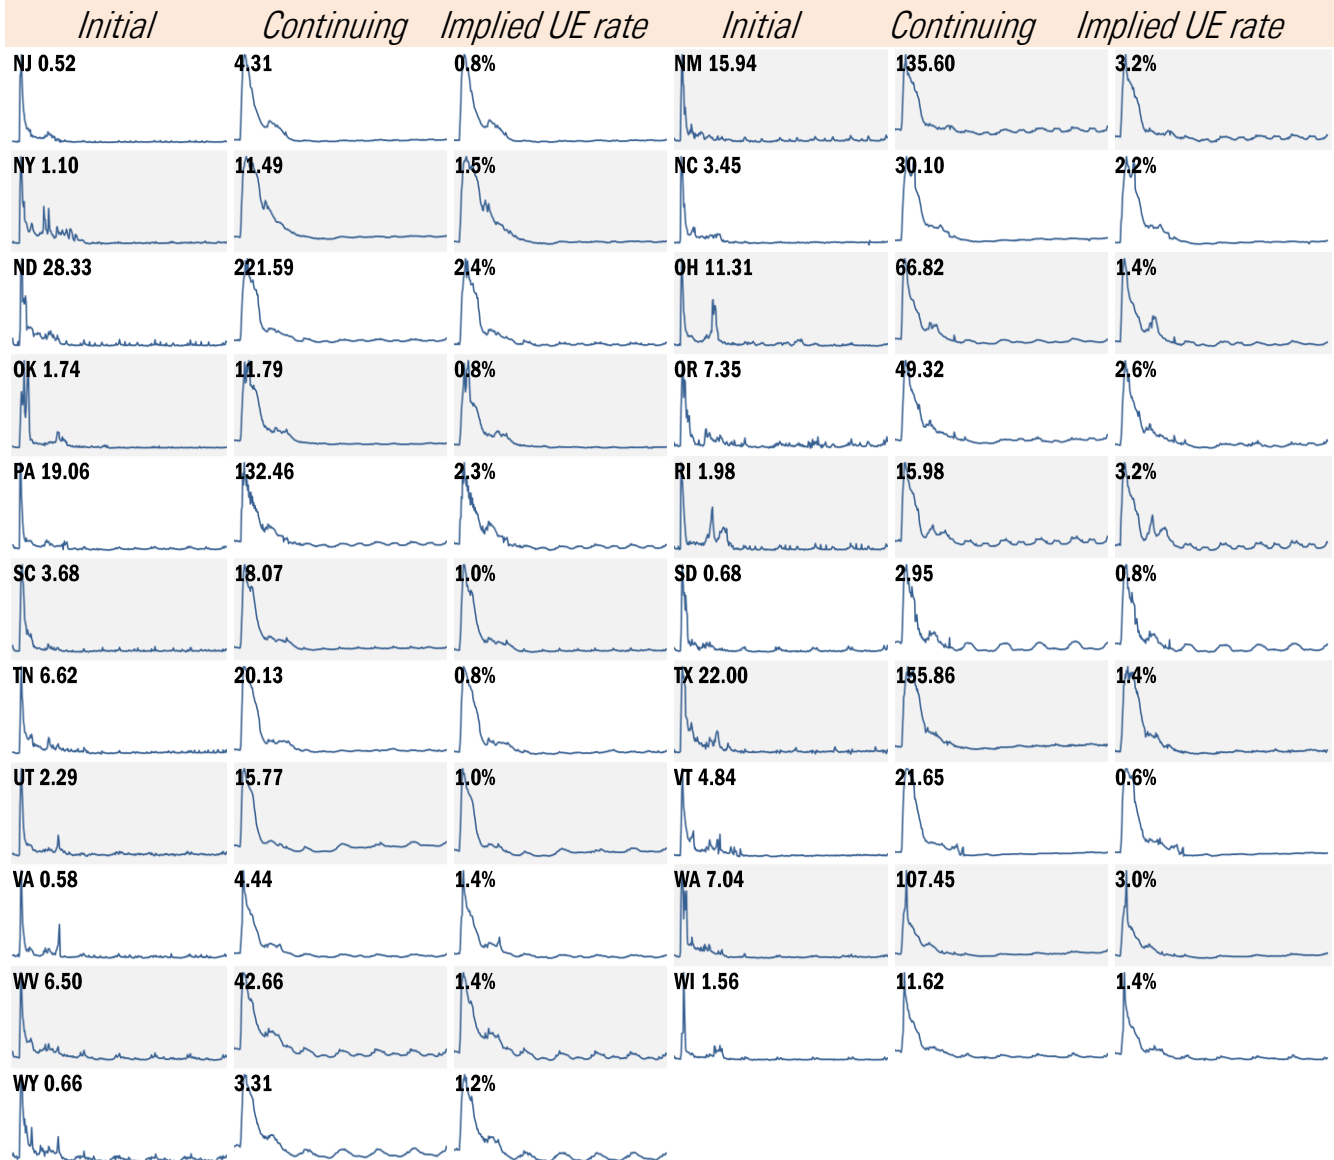 Initial Continuing Implied UE rate Initial Continuing Implied UE rate
NJ 0.52 4.31 0.8% NM 15.94 135.60 3.2%
NY 1.10 11.49 1.5% NC 3.45 30.10 2.2%
ND 28.33 221.59 2.4% OH 11.31 66.82 1.4%
OK 1.74 11.79 0.8% OR 7.35 49.32 2.6%
PA 19.06 132.46 2.3% RI 1.98 15.98 3.2%
SC 3.68 18.07 1.0% SD 0.68 2.95 0.8%
TN 6.62 20.13 0.8% TX 22.00 155.86 1.4%
UT 2.29 15.77 1.0% VT 4.84 21.65 0.6%
VA 0.58 4.44 1.4% WA 7.04 107.45 3.0%
WV 6.50 42.66 1.4% WI 1.56 11.62 1.4%
WY 0.66 3.31 1.2%